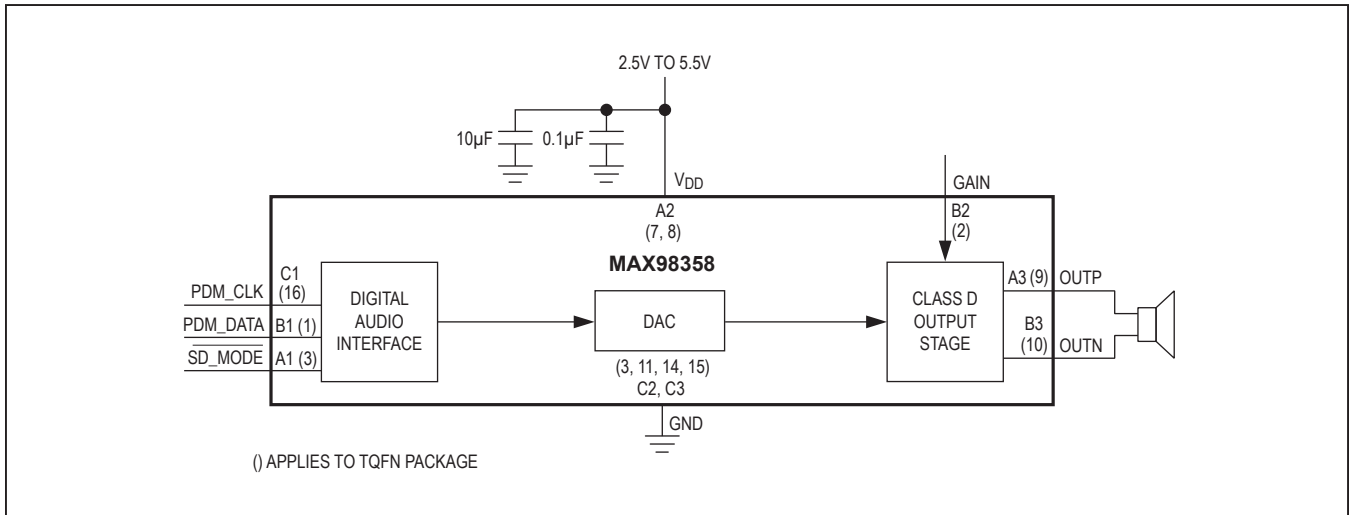 2.5V TO 5.5V
10µF
0.1µF
VDD
GAIN
A2
(7, 8)
B2
(2)
MAX98358
PDM_CLK
C1
(16)
PDM_DATA
B1 (1)
SD_MODE
A1 (3)
DIGITAL
AUDIO
INTERFACE
DAC
(3, 11, 14, 15)
C2, C3
CLASS D
OUTPUT
STAGE
A3 (9)
OUTP
B3
(10)
OUTN
GND
() APPLIES TO TQFN PACKAGE